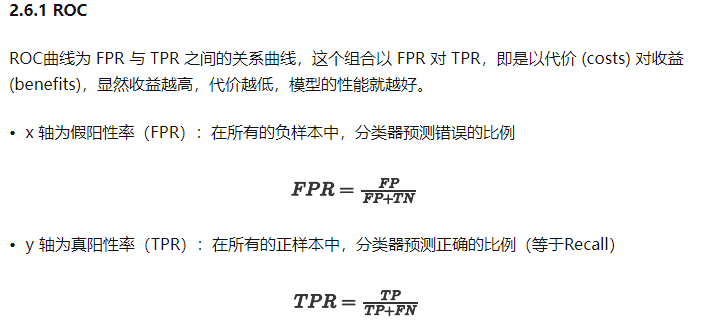 2.6.1 ROC
ROC曲线为 FPR 与 TPR 之间的关系曲线，这个组合以 FPR 对 TPR，即是以代价 (costs) 对收益
(benefits)，显然收益越高，代价越低，模型的性能就越好。
• x 轴为假阳性率（FPR）：在所有的负样本中，分类器预测错误的比例
FPR = FP/FP+TN
• y 轴为真阳性率（TPR）：在所有的正样本中，分类器预测正确的比例（等于Recall）
TPR = TP/TP+FN